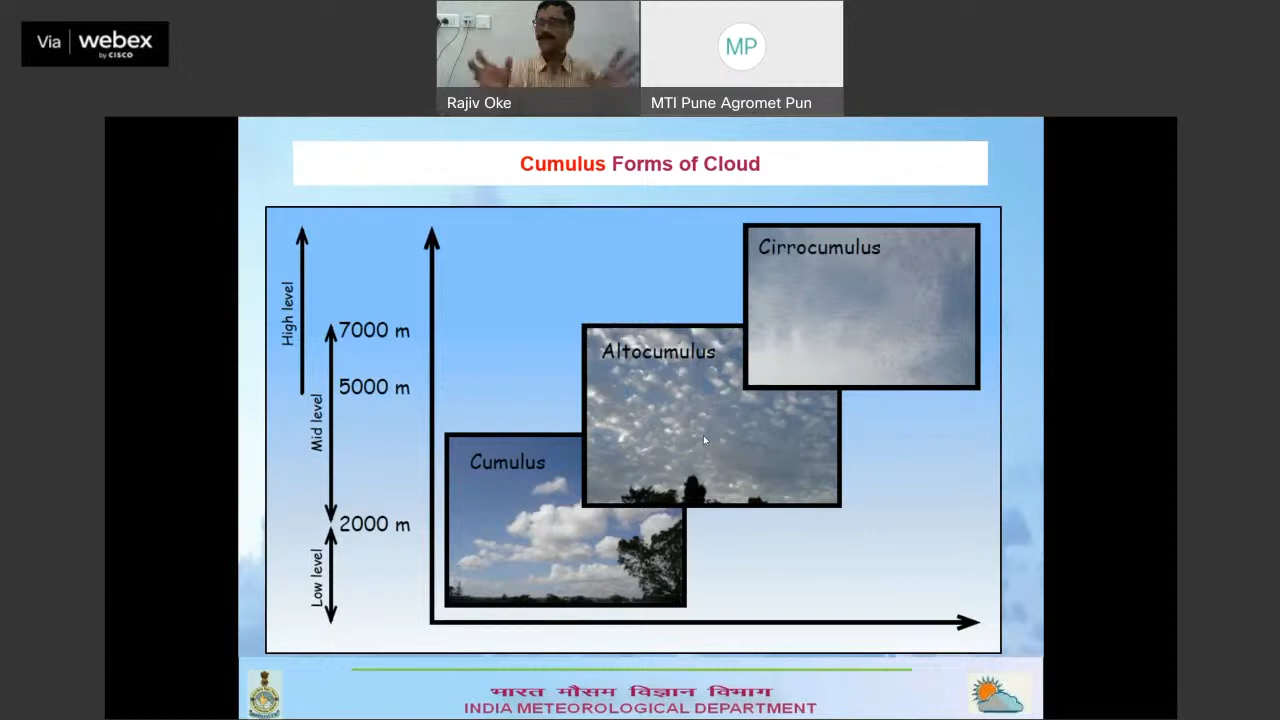 Via webex
by CISCO
Rajiv Oke
MP
MTI Pune Agromet Pun
Cumulus Forms of Cloud
High level
Mid level
Low level
7000 m
5000 m
2000 m
Cirrocumulus
Altocumulus
Cumulus
भारत मौसम विज्ञान विभाग
INDIA METEOROLOGICAL DEPARTMENT